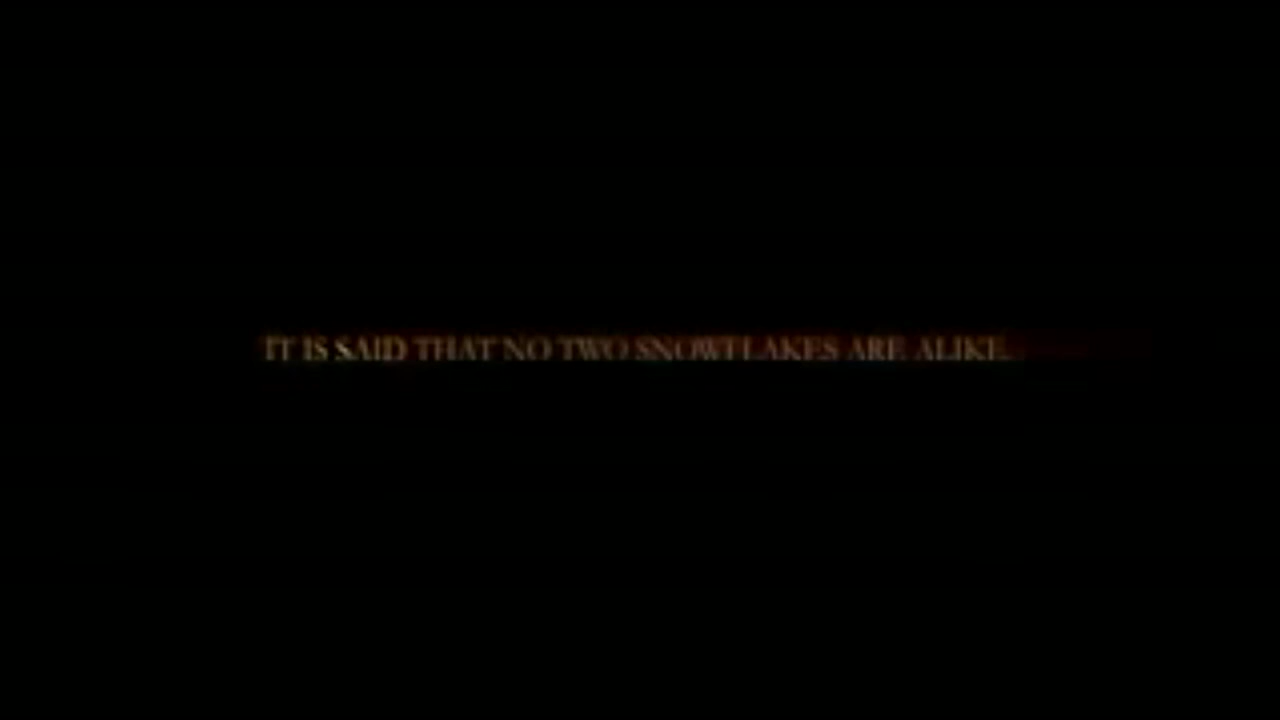 IT IS SAID THAT NO TWO SNOWFLAKES ARE ALIKE.